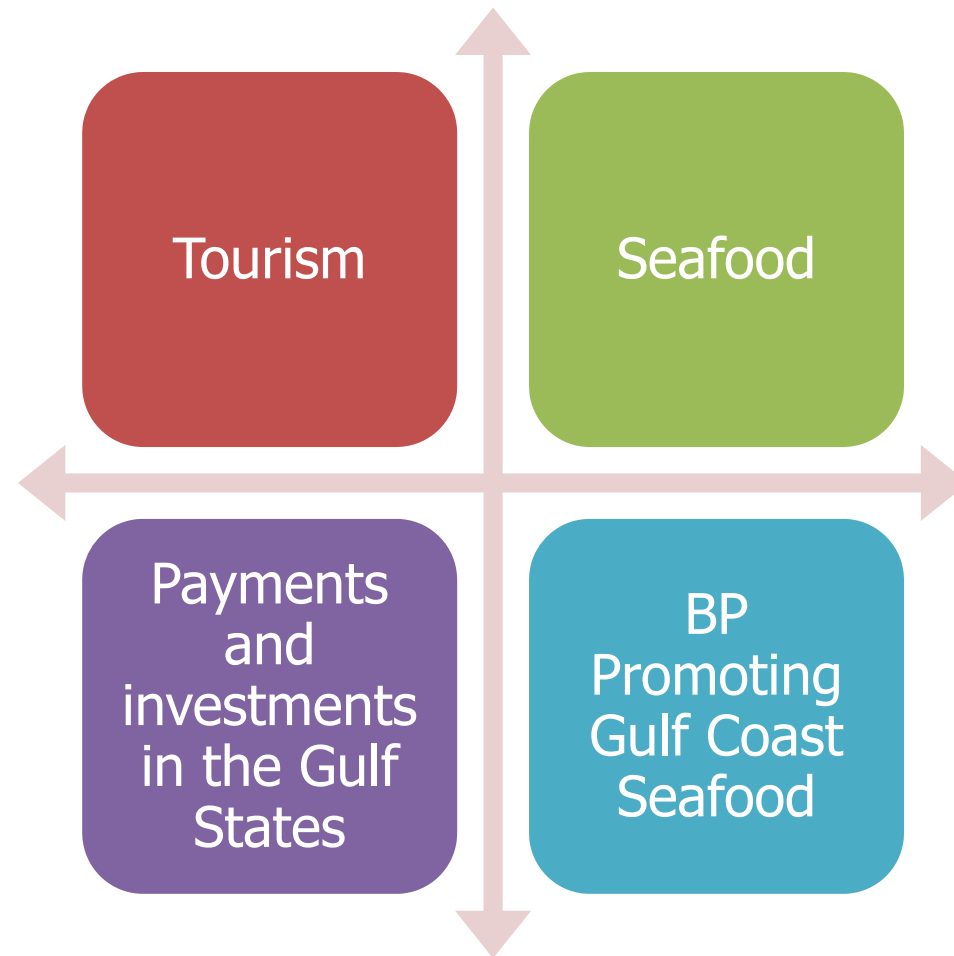 Tourism
Seafood
Payments
and
investments
in the Gulf
States
BP
Promoting
Gulf Coast
Seafood